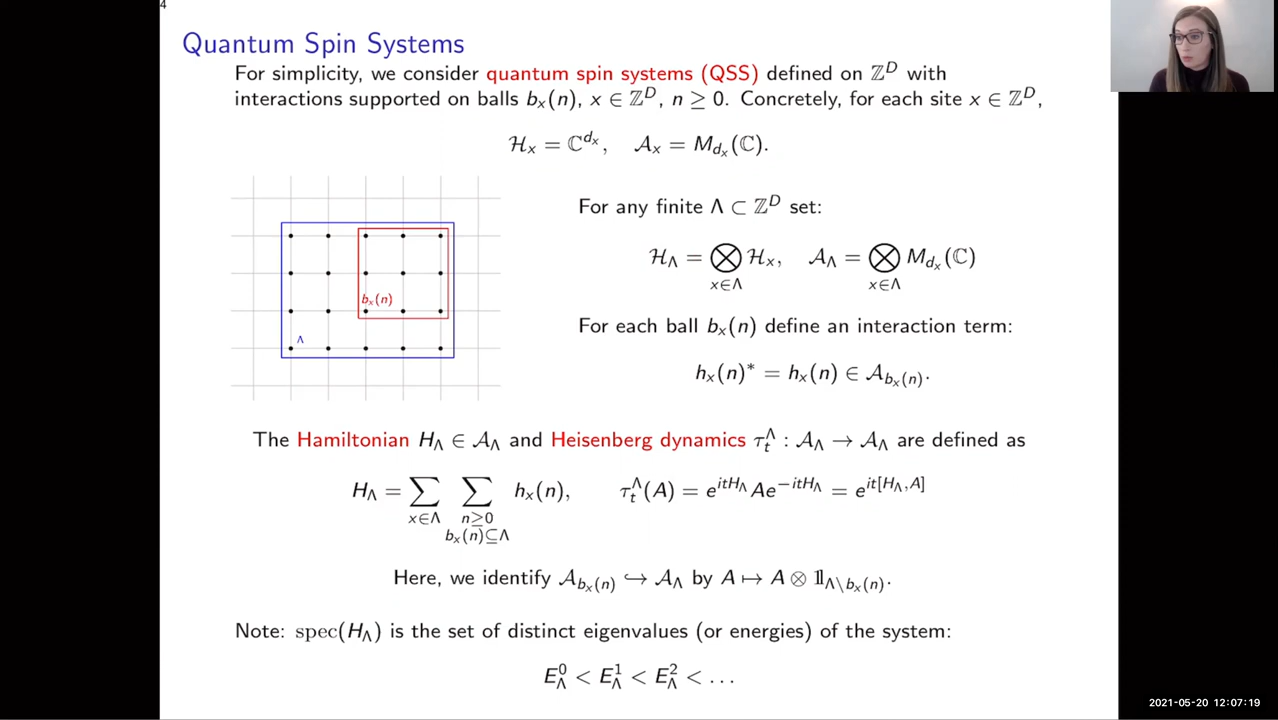 4
Quantum Spin Systems
For simplicity, we consider quantum spin systems (QSS) defined on ℤ^D with
interactions supported on balls b_x(n), x ∈ ℤ^D, n ≥ 0. Concretely, for each site x ∈ ℤ^D,
ℋ_x = ℂ^{d_x}, 𝒜_x = M_{d_x}(ℂ).
For any finite Λ ⊂ ℤ^D set:
ℋ_Λ = ⨂_{x∈Λ} ℋ_x, 𝒜_Λ = ⨂_{x∈Λ} M_{d_x}(ℂ)
b_x(n)
Λ
For each ball b_x(n) define an interaction term:
h_x(n)* = h_x(n) ∈ 𝒜_{b_x(n)}.
The Hamiltonian H_Λ ∈ 𝒜_Λ and Heisenberg dynamics τ_t^Λ : 𝒜_Λ → 𝒜_Λ are defined as
H_Λ = ∑_{x∈Λ} ∑_{n≥0, b_x(n)⊆Λ} h_x(n), τ_t^Λ(A) = e^{itH_Λ} A e^{−itH_Λ} = e^{it[H_Λ,A]}
Here, we identify 𝒜_{b_x(n)} ↪ 𝒜_Λ by A ↦ A ⊗ 𝟙_{Λ\b_x(n)}.
Note: spec(H_Λ) is the set of distinct eigenvalues (or energies) of the system:
E_Λ^0 < E_Λ^1 < E_Λ^2 < …
2021-05-20 12:07:19